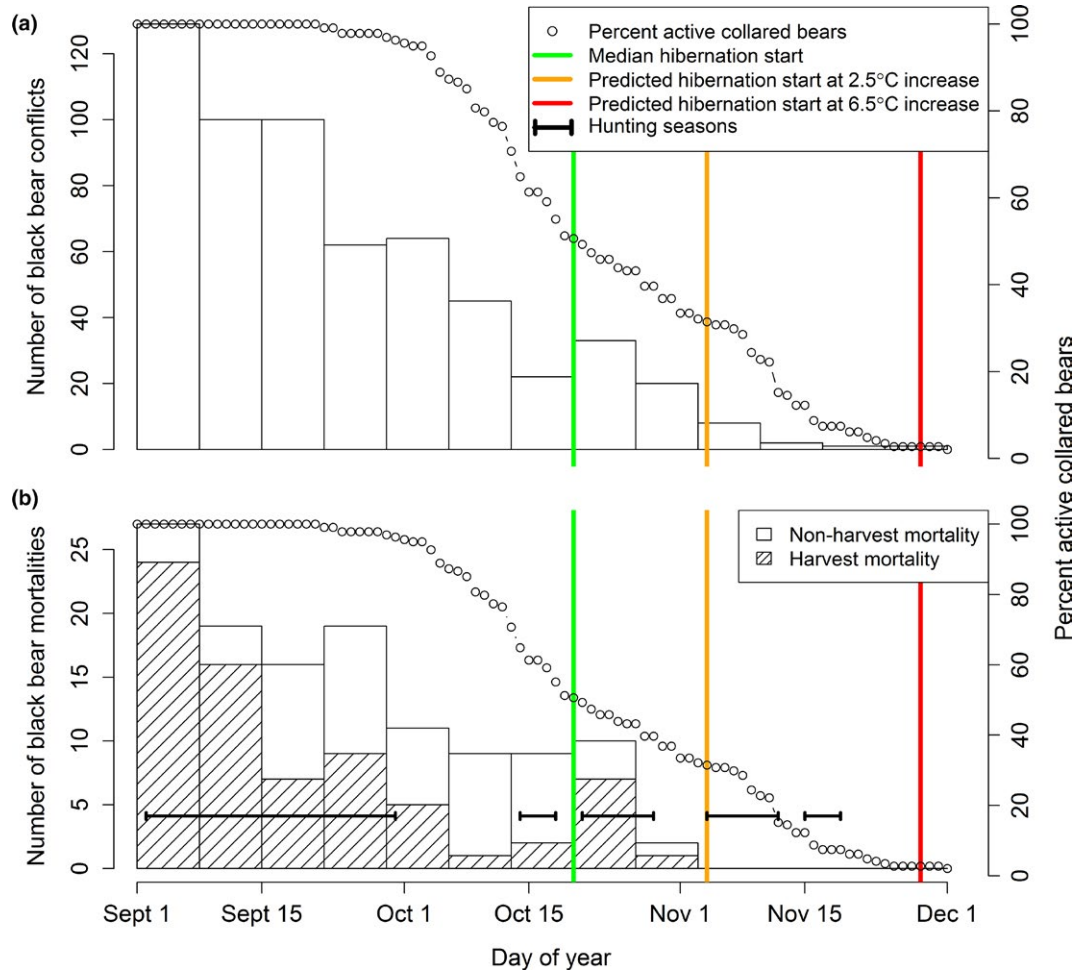 (a)
Number of black bear conflicts
120
100
80
60
40
20
0
Percent active collared bears
Median hibernation start
Predicted hibernation start at 2.5°C increase
Predicted hibernation start at 6.5°C increase
Hunting seasons
100
80
60
40
20
0
Percent active collared bears
(b)
Number of black bear mortalities
25
20
15
10
5
0
Non-harvest mortality
Harvest mortality
100
80
60
40
20
0
Sept 1
Sept 15
Oct 1
Oct 15
Nov 1
Nov 15
Dec 1
Day of year